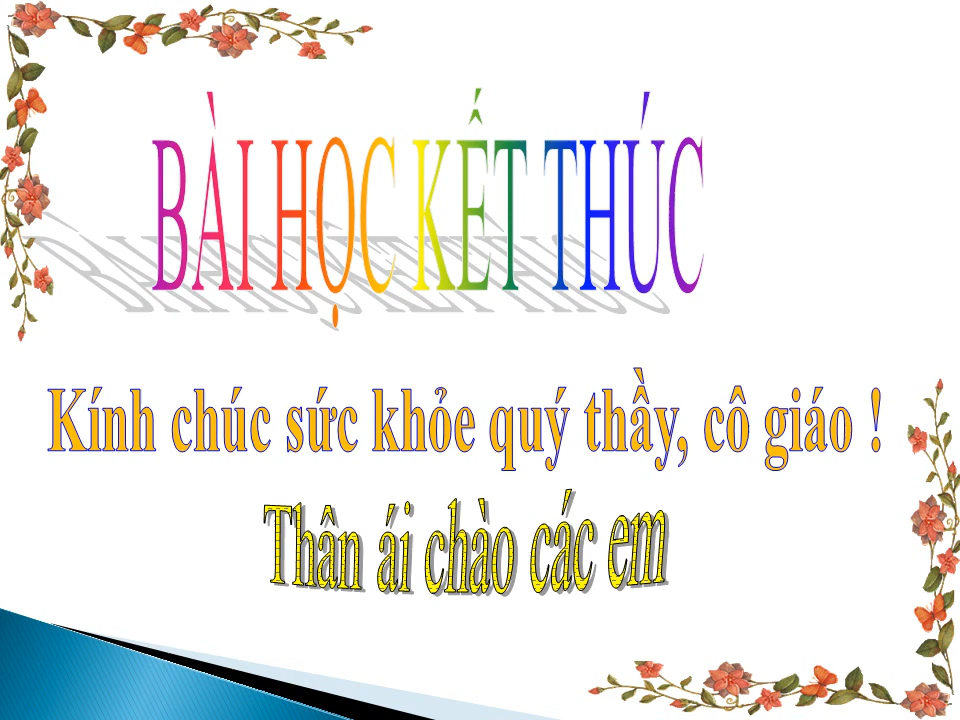 BÀI HỌC KẾT THÚC
Kính chúc sức khỏe quý thầy, cô giáo !
Thân ái chào các em